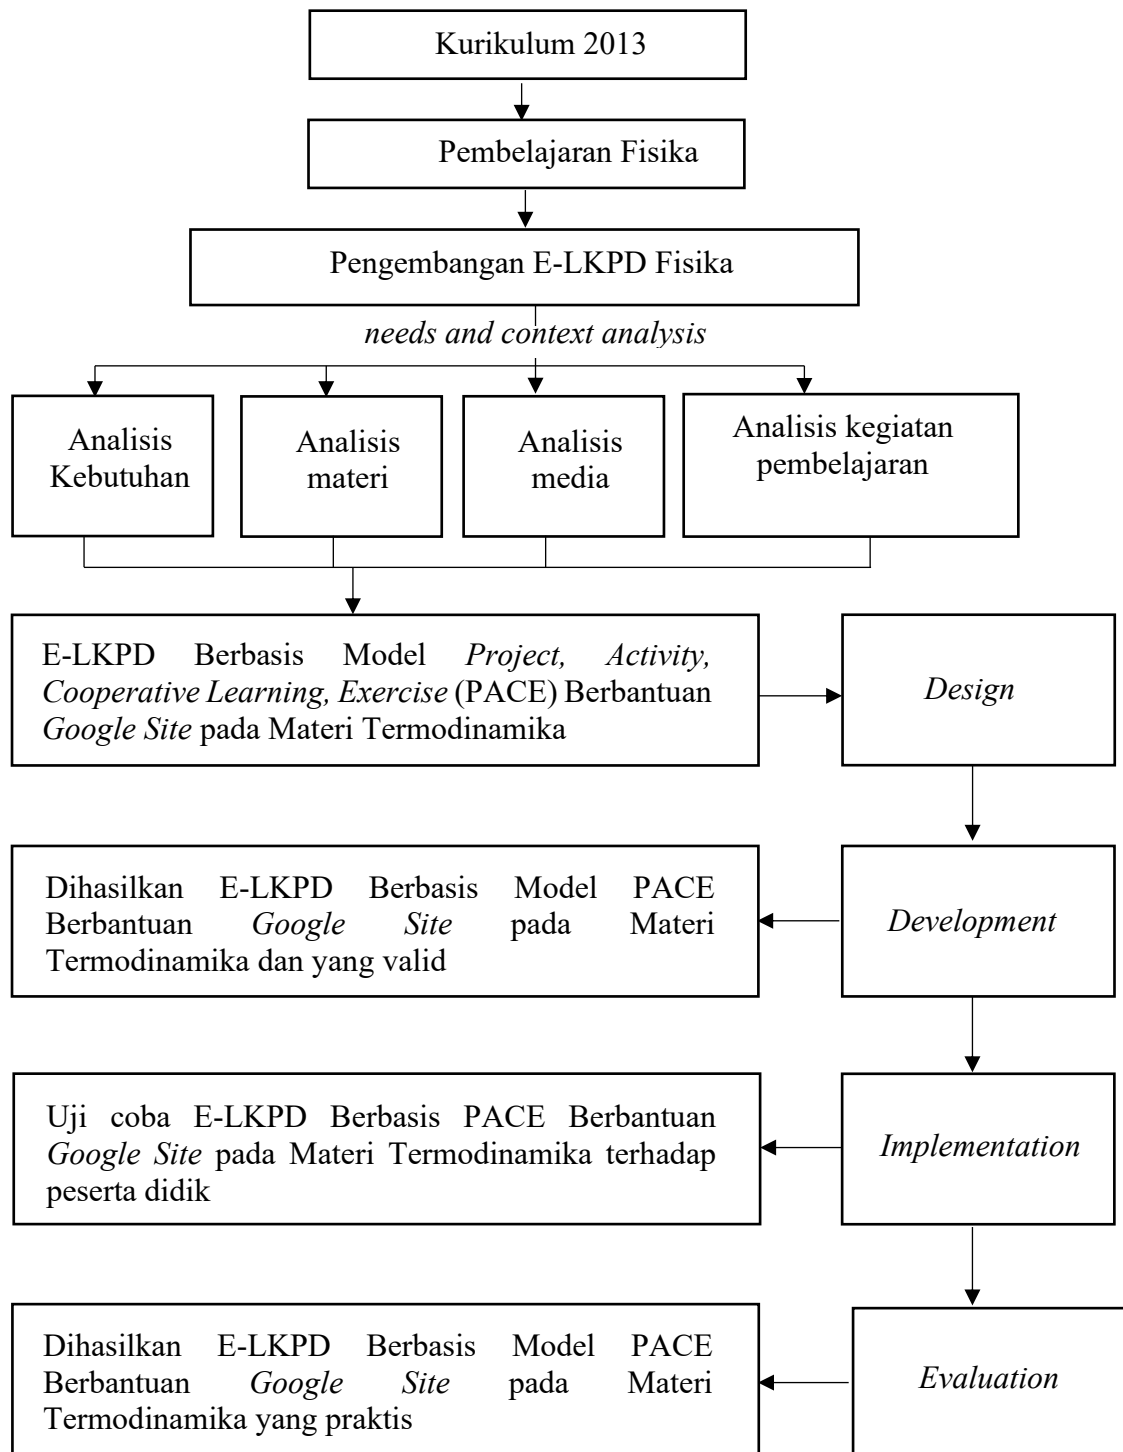 Kurikulum 2013
Pembelajaran Fisika
Pengembangan E-LKPD Fisika
needs and context analysis
Analisis
Kebutuhan
Analisis
materi
Analisis
media
Analisis kegiatan
pembelajaran
E-LKPD Berbasis Model Project, Activity,
Cooperative Learning, Exercise (PACE) Berbantuan
Google Site pada Materi Termodinamika
Design
Dihasilkan E-LKPD Berbasis Model PACE
Berbantuan Google Site pada Materi
Termodinamika dan yang valid
Development
Uji coba E-LKPD Berbasis PACE Berbantuan
Google Site pada Materi Termodinamika terhadap
peserta didik
Implementation
Dihasilkan E-LKPD Berbasis Model PACE
Berbantuan Google Site pada Materi
Termodinamika yang praktis
Evaluation